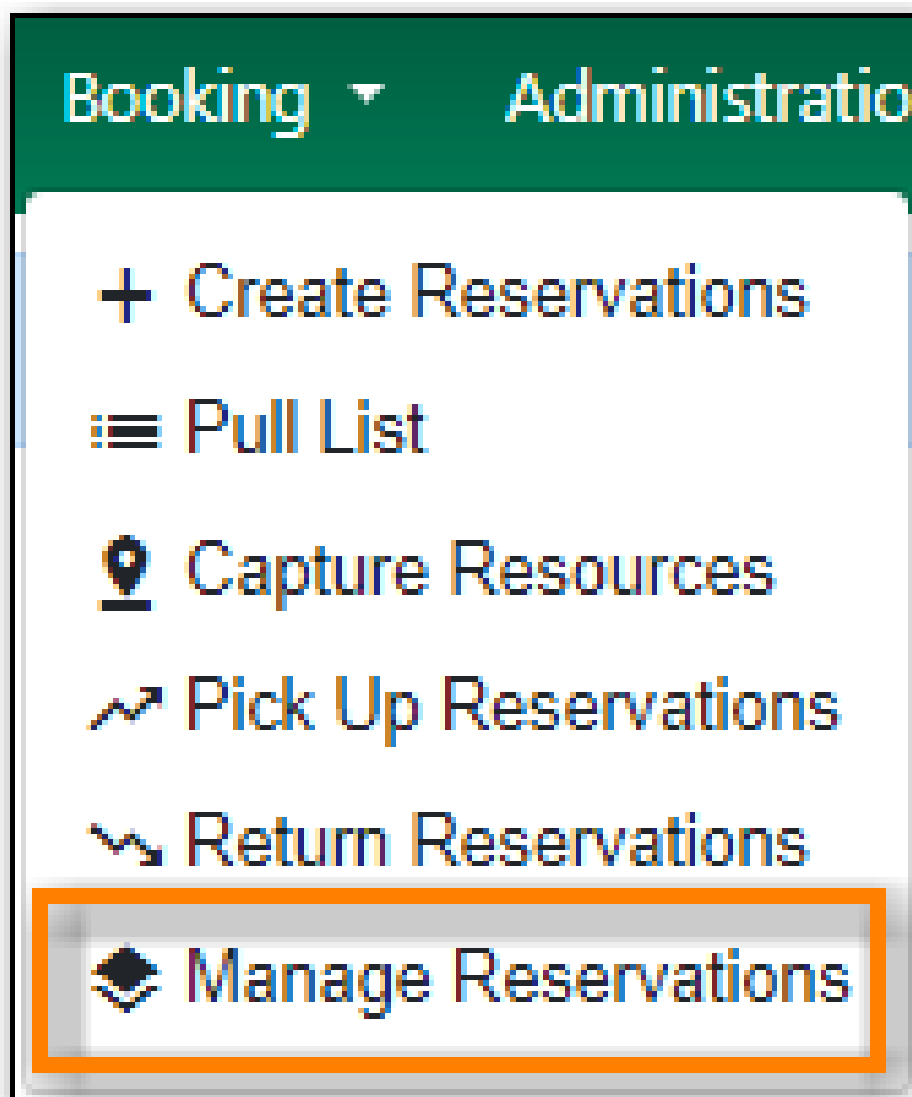 Booking Administratio
Create Reservations
Pull List
Capture Resources
Pick Up Reservations
Return Reservations
Manage Reservations